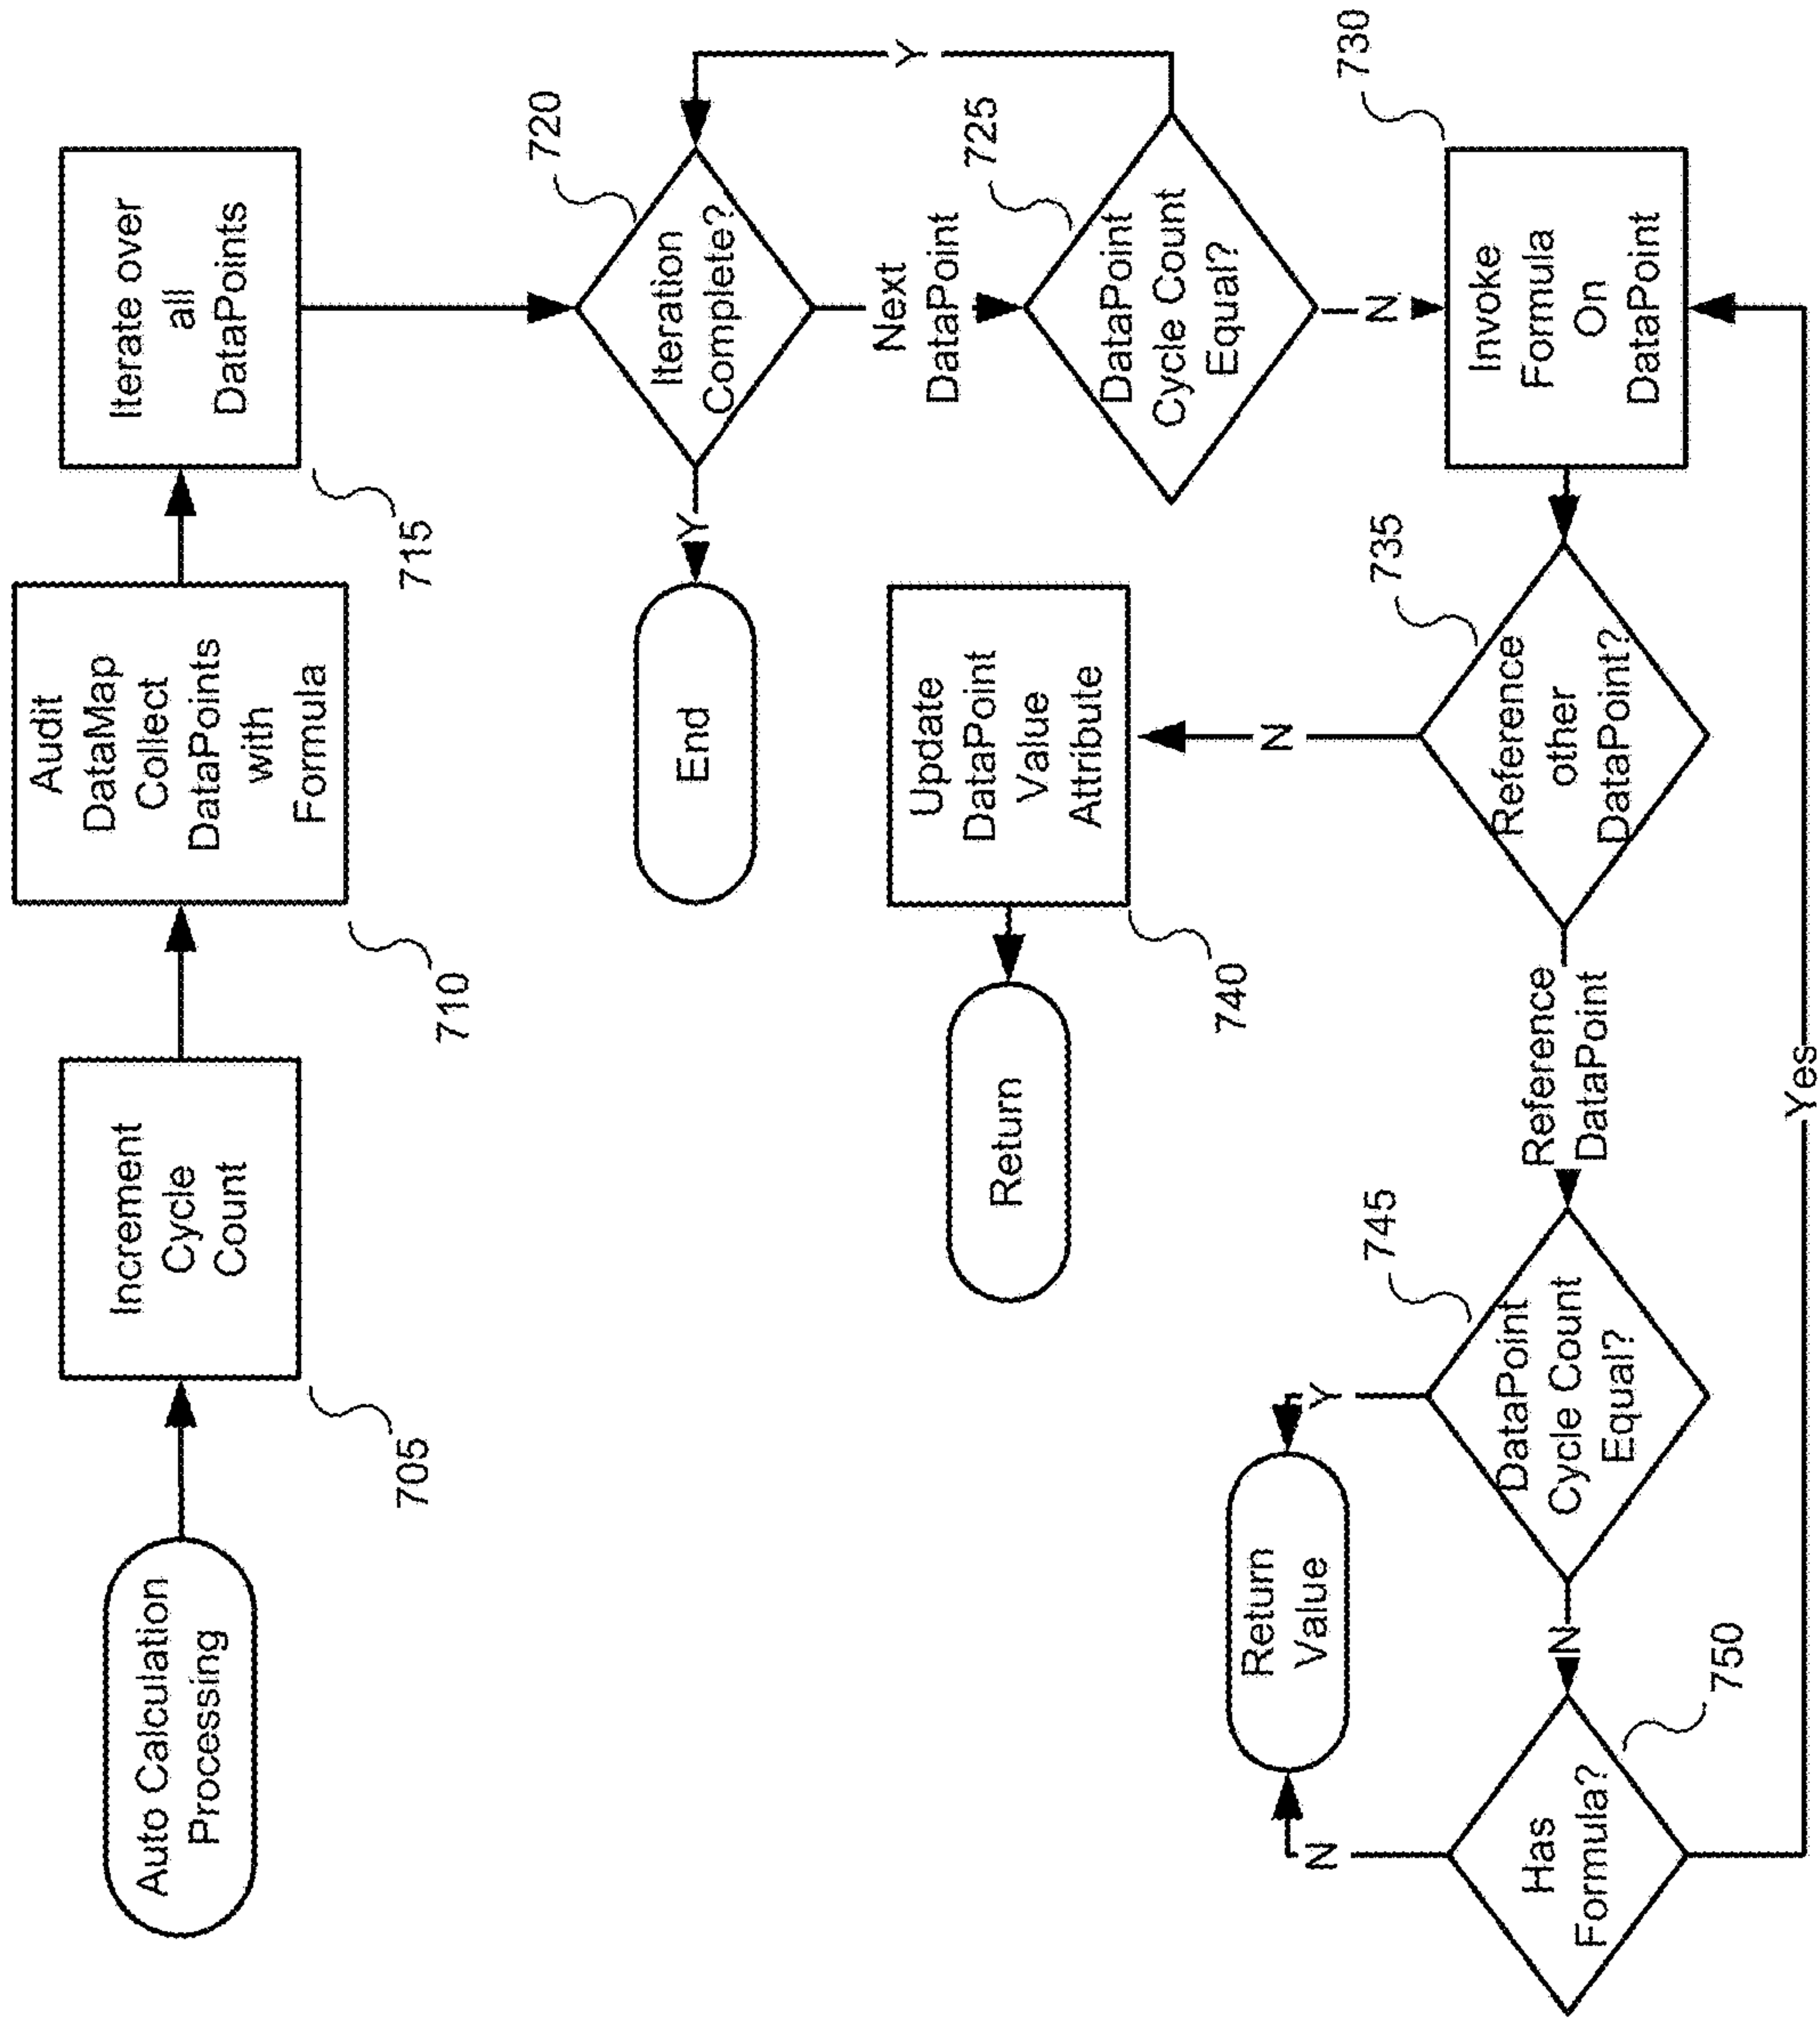 Auto Calculation
Processing
705
Increment
Cycle
Count
710
Audit
DataMap
Collect
DataPoints
with
Formula
715
Iterate over
all
DataPoints
720
Iteration
Complete?
Y
End
Next
DataPoint
725
DataPoint
Cycle Count
Equal?
Y
N
730
Invoke
Formula
On
DataPoint
735
Reference
other
DataPoint?
N
Update
DataPoint
Value
Attribute
740
Return
Reference
DataPoint
745
DataPoint
Cycle Count
Equal?
Y
Return
Value
N
750
Has
Formula?
N
Yes